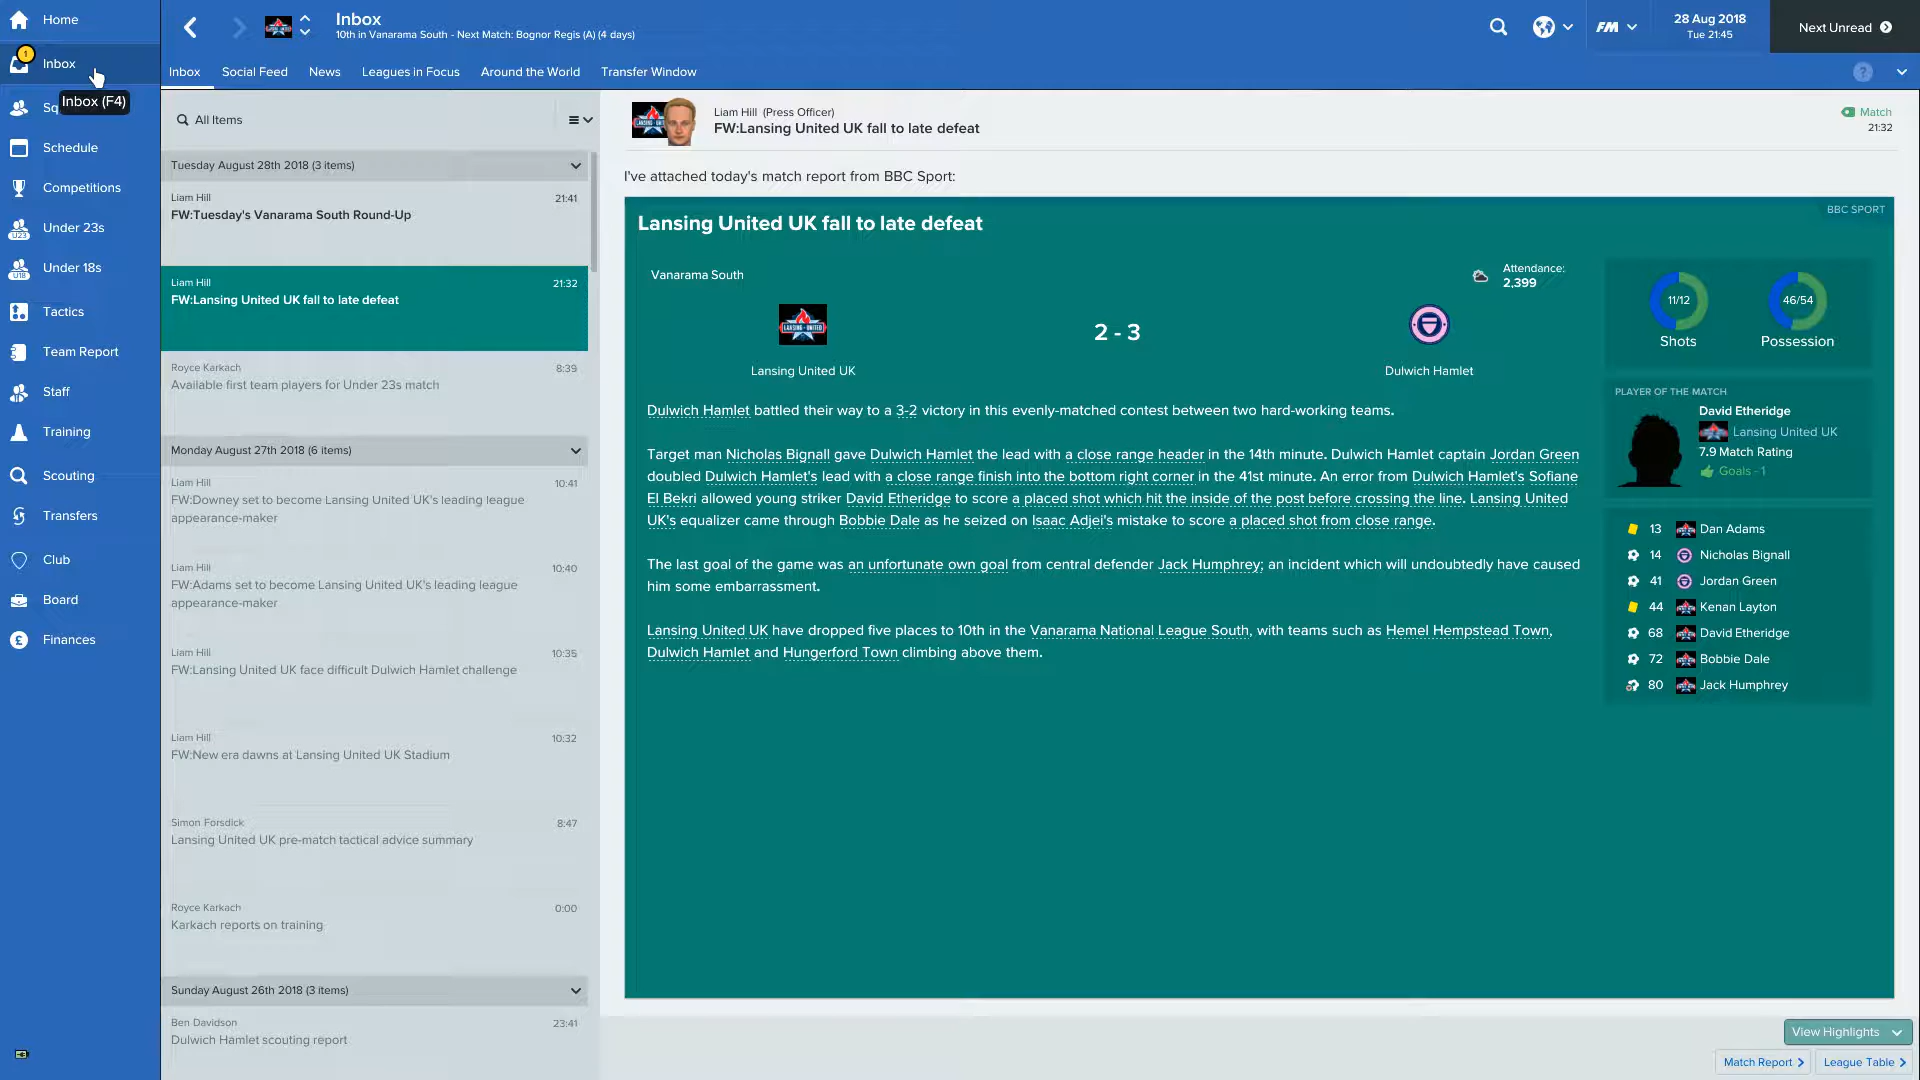 Home
1
Inbox
Inbox (F4)
Sq
Schedule
Competitions
U23
Under 23s
U18
Under 18s
Tactics
Team Report
Staff
Training
Scouting
Transfers
Club
Board
Finances
Inbox
10th in Vanarama South - Next Match: Bognor Regis (A) (4 days)
FM
28 Aug 2018
Tue 21:45
Next Unread
Inbox
Social Feed
News
Leagues in Focus
Around the World
Transfer Window
?
All Items
Tuesday August 28th 2018 (3 items)
Liam Hill 21:41
FW:Tuesday's Vanarama South Round-Up
Liam Hill 21:32
FW:Lansing United UK fall to late defeat
Royce Karkach 8:39
Available first team players for Under 23s match
Monday August 27th 2018 (6 items)
Liam Hill 10:41
FW:Downey set to become Lansing United UK's leading league
appearance-maker
Liam Hill 10:40
FW:Adams set to become Lansing United UK's leading league
appearance-maker
Liam Hill 10:35
FW:Lansing United UK face difficult Dulwich Hamlet challenge
Liam Hill 10:32
FW:New era dawns at Lansing United UK Stadium
Simon Forsdick 8:47
Lansing United UK pre-match tactical advice summary
Royce Karkach 0:00
Karkach reports on training
Sunday August 26th 2018 (3 items)
Ben Davidson 23:41
Dulwich Hamlet scouting report
Liam Hill (Press Officer)
FW:Lansing United UK fall to late defeat
Match
21:32
I've attached today's match report from BBC Sport:
BBC SPORT
Lansing United UK fall to late defeat
Vanarama South
Attendance:
2,399
LANSING UNITED
2 - 3
Lansing United UK
Dulwich Hamlet
Dulwich Hamlet battled their way to a 3-2 victory in this evenly-matched contest between two hard-working teams.
Target man Nicholas Bignall gave Dulwich Hamlet the lead with a close range header in the 14th minute. Dulwich Hamlet captain Jordan Green
doubled Dulwich Hamlet's lead with a close range finish into the bottom right corner in the 41st minute. An error from Dulwich Hamlet's Sofiane
El Bekri allowed young striker David Etheridge to score a placed shot which hit the inside of the post before crossing the line. Lansing United
UK's equalizer came through Bobbie Dale as he seized on Isaac Adjei's mistake to score a placed shot from close range.
The last goal of the game was an unfortunate own goal from central defender Jack Humphrey; an incident which will undoubtedly have caused
him some embarrassment.
Lansing United UK have dropped five places to 10th in the Vanarama National League South, with teams such as Hemel Hempstead Town,
Dulwich Hamlet and Hungerford Town climbing above them.
11/12
Shots
46/54
Possession
PLAYER OF THE MATCH
David Etheridge
Lansing United UK
7.9 Match Rating
Goals - 1
13 Dan Adams
14 Nicholas Bignall
41 Jordan Green
44 Kenan Layton
68 David Etheridge
72 Bobbie Dale
80 Jack Humphrey
View Highlights
Match Report
League Table